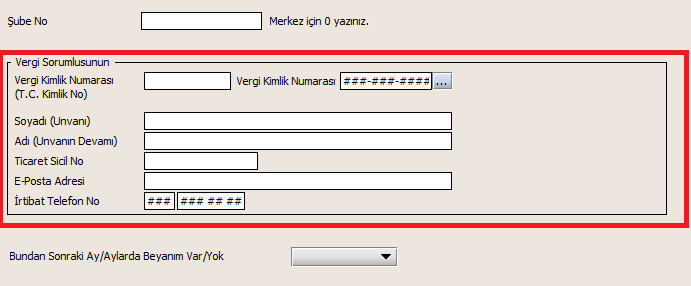 Şube No Merkez için 0 yazınız.
Vergi Sorumlusunun
Vergi Kimlik Numarası Vergi Kimlik Numarası ###-###-#### ...
(T.C. Kimlik No)
Soyadı (Unvanı)
Adı (Unvanın Devamı)
Ticaret Sicil No
E-Posta Adresi
İrtibat Telefon No ### ### ## ##
Bundan Sonraki Ay/Aylarda Beyanım Var/Yok